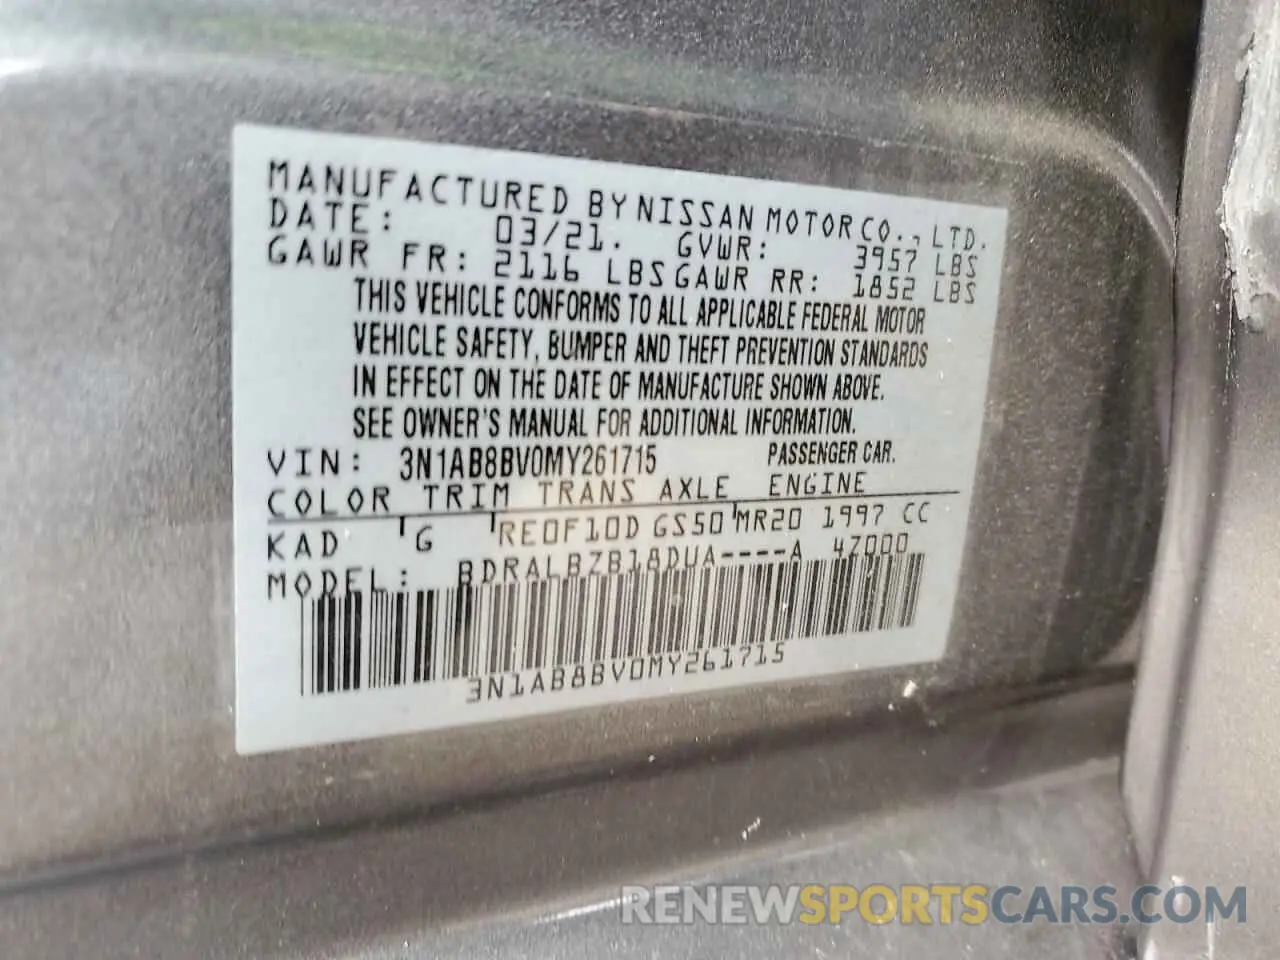 MANUFACTURED BY NISSAN MOTOR CO., LTD.
DATE: 03/21. GVWR: 3957 LBS
GAWR FR: 2116 LBS GAWR RR: 1852 LBS
THIS VEHICLE CONFORMS TO ALL APPLICABLE FEDERAL MOTOR
VEHICLE SAFETY, BUMPER AND THEFT PREVENTION STANDARDS
IN EFFECT ON THE DATE OF MANUFACTURE SHOWN ABOVE.
SEE OWNER'S MANUAL FOR ADDITIONAL INFORMATION.
VIN: 3N1AB8BV0MY261715 PASSENGER CAR.
COLOR TRIM TRANS AXLE ENGINE
KAD G RE0F10D GS50 MR20 1997 CC
MODEL: BDRALBZB18DUA----A 47000
3N1AB8BV0MY261715
RENEWSPORTSCARS.COM